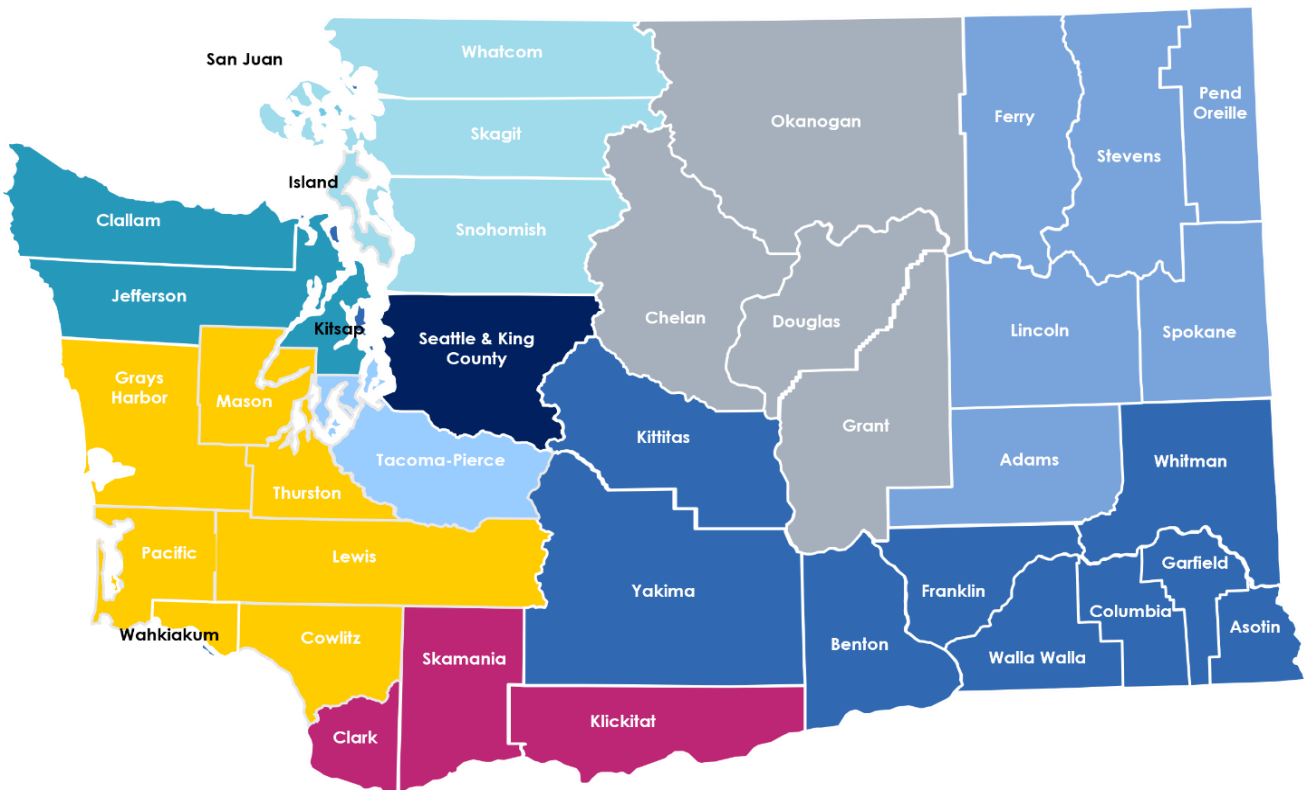 San Juan
Whatcom
Pend
Oreille
Ferry
Okanogan
Skagit
Stevens
Island
Clallam
Snohomish
Jefferson
Kitsap
Chelan
Douglas
Lincoln
Spokane
Seattle & King
County
Grays
Harbor
Mason
Grant
Kittitas
Tacoma-Pierce
Adams
Whitman
Thurston
Pacific
Lewis
Garfield
Yakima
Franklin
Columbia
Asotin
Wahkiakum
Cowlitz
Benton
Skamania
Walla Walla
Klickitat
Clark